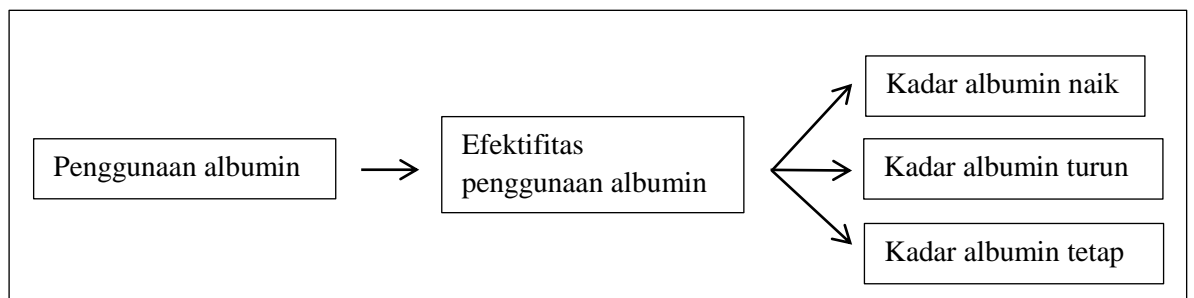 Penggunaan albumin
Efektifitas
penggunaan albumin
Kadar albumin naik
Kadar albumin turun
Kadar albumin tetap